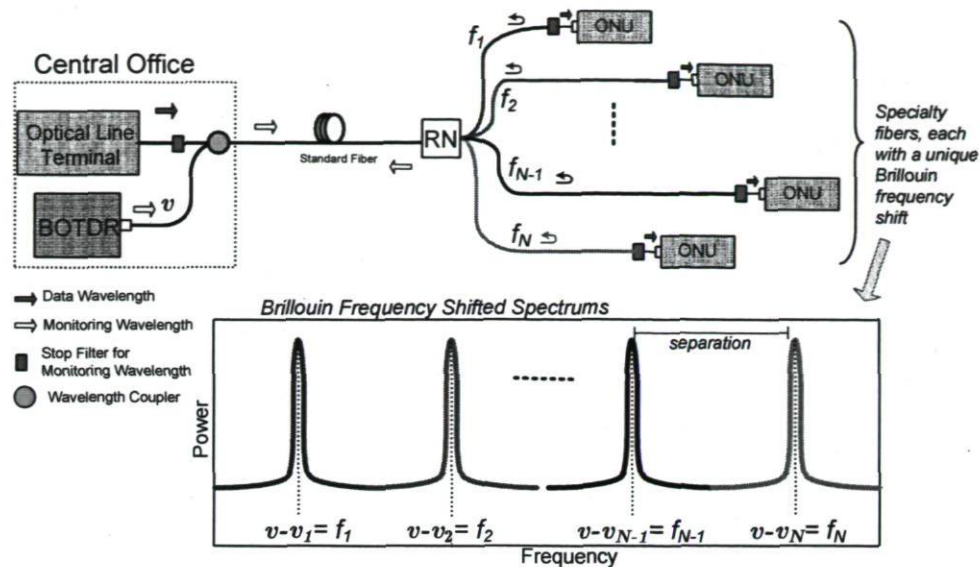 Central Office
Optical Line
Terminal
BOTDR
v
Standard Fiber
RN
f1
f2
fN-1
fN
ONU
ONU
ONU
ONU
Specialty
fibers, each
with a unique
Brillouin
frequency
shift
Data Wavelength
Monitoring Wavelength
Stop Filter for
Monitoring Wavelength
Wavelength Coupler
Brillouin Frequency Shifted Spectrums
separation
Power
v-v1= f1
v-v2= f2
v-vN-1= fN-1
v-vN= fN
Frequency